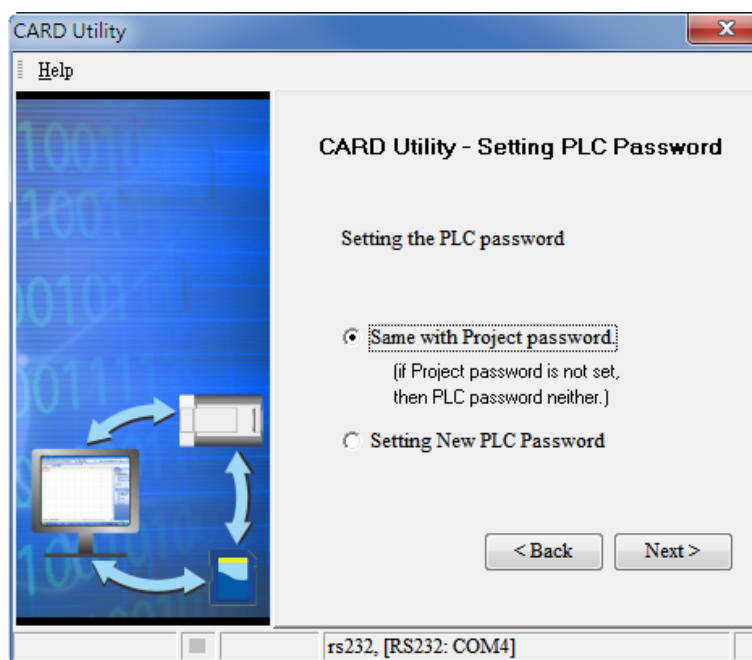 CARD Utility
Help
CARD Utility - Setting PLC Password
Setting the PLC password
Same with Project password.
(if Project password is not set,
then PLC password neither.)
Setting New PLC Password
< Back Next >
rs232, [RS232: COM4]